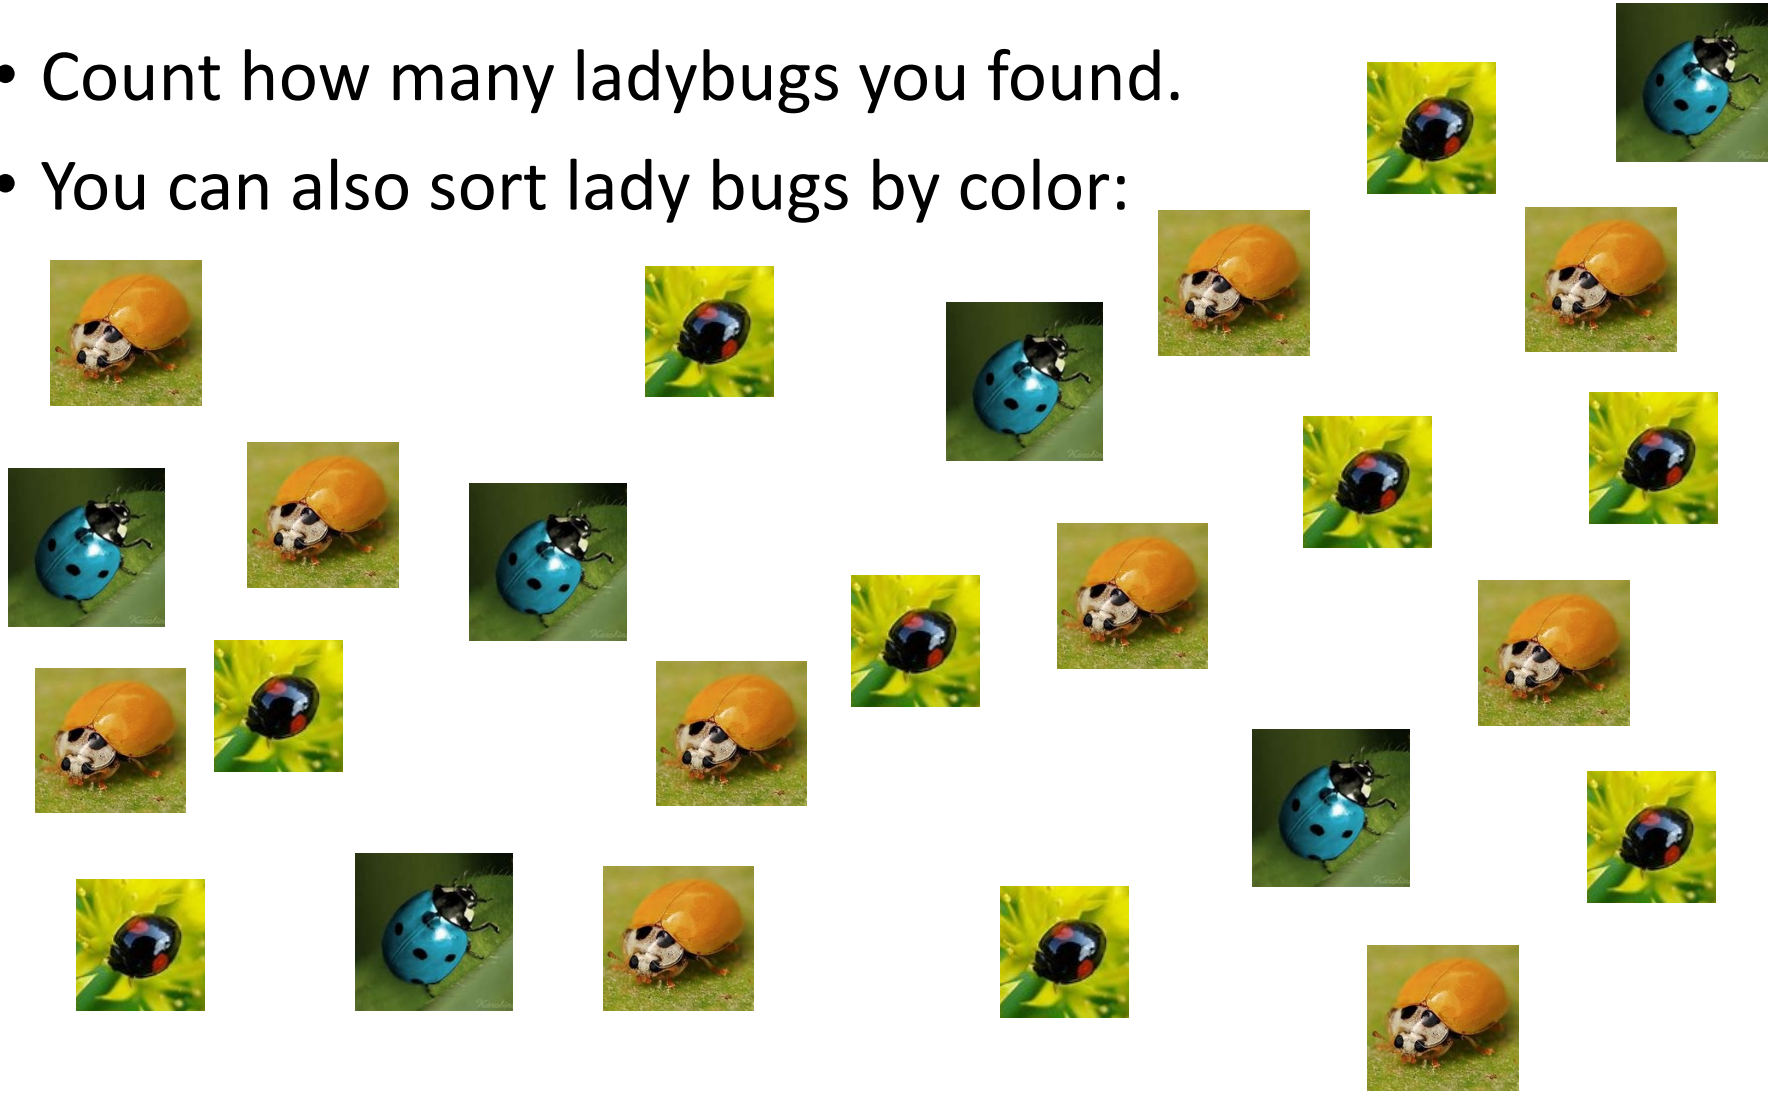 • Count how many ladybugs you found.
• You can also sort lady bugs by color: